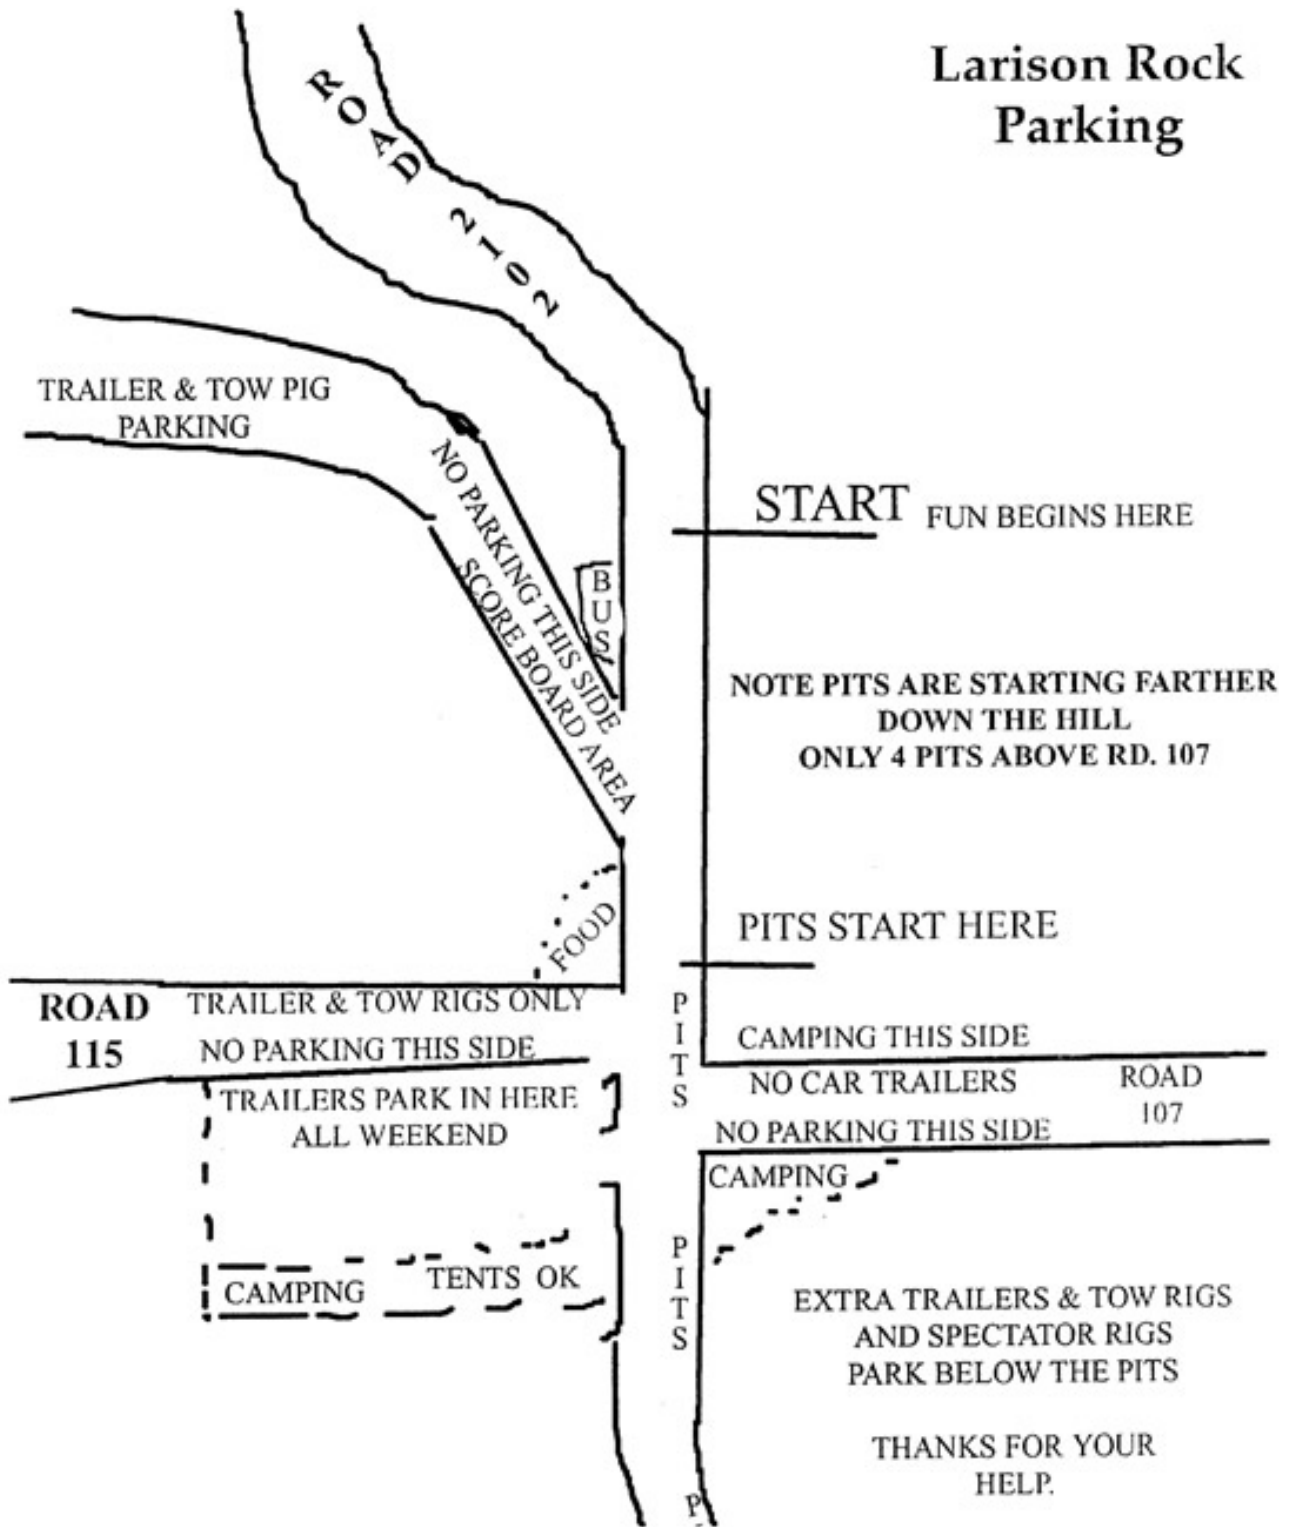 Larison Rock
Parking
ROAD 2102
TRAILER & TOW PIG
PARKING
NO PARKING THIS SIDE
SCORE BOARD AREA
BUS
START FUN BEGINS HERE
NOTE PITS ARE STARTING FARTHER
DOWN THE HILL
ONLY 4 PITS ABOVE RD. 107
FOOD
PITS START HERE
ROAD
115
TRAILER & TOW RIGS ONLY
NO PARKING THIS SIDE
PITS
CAMPING THIS SIDE
NO CAR TRAILERS
ROAD
107
NO PARKING THIS SIDE
TRAILERS PARK IN HERE
ALL WEEKEND
CAMPING
CAMPING TENTS OK
PITS
EXTRA TRAILERS & TOW RIGS
AND SPECTATOR RIGS
PARK BELOW THE PITS
THANKS FOR YOUR
HELP.
P